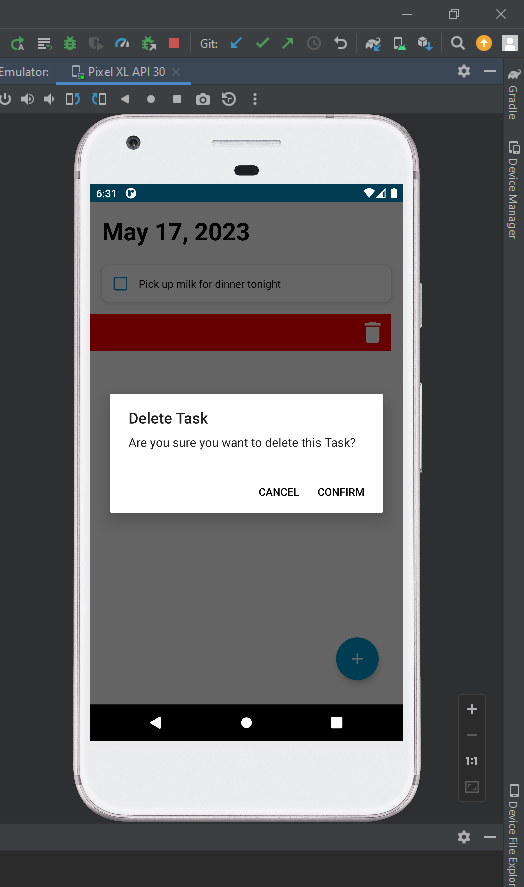 Git:
Emulator:
Pixel XL API 30
Gradle
Device Manager
6:31
May 17, 2023
Pick up milk for dinner tonight
Delete Task
Are you sure you want to delete this Task?
CANCEL
CONFIRM
+
1:1
Device File Explor